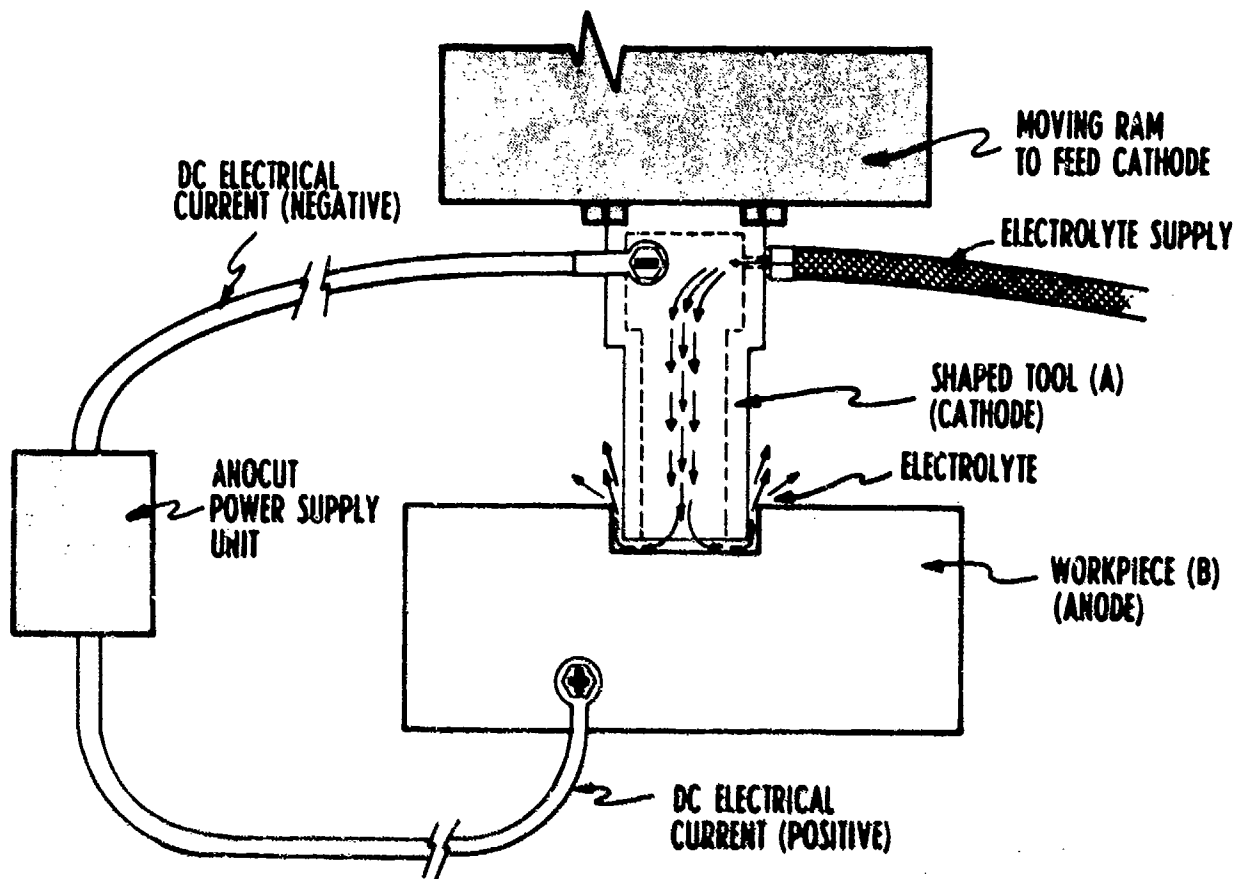 MOVING RAM
TO FEED CATHODE
DC ELECTRICAL
CURRENT (NEGATIVE)
ELECTROLYTE SUPPLY
SHAPED TOOL (A)
(CATHODE)
ELECTROLYTE
ANOCUT
POWER SUPPLY
UNIT
WORKPIECE (B)
(ANODE)
DC ELECTRICAL
CURRENT (POSITIVE)